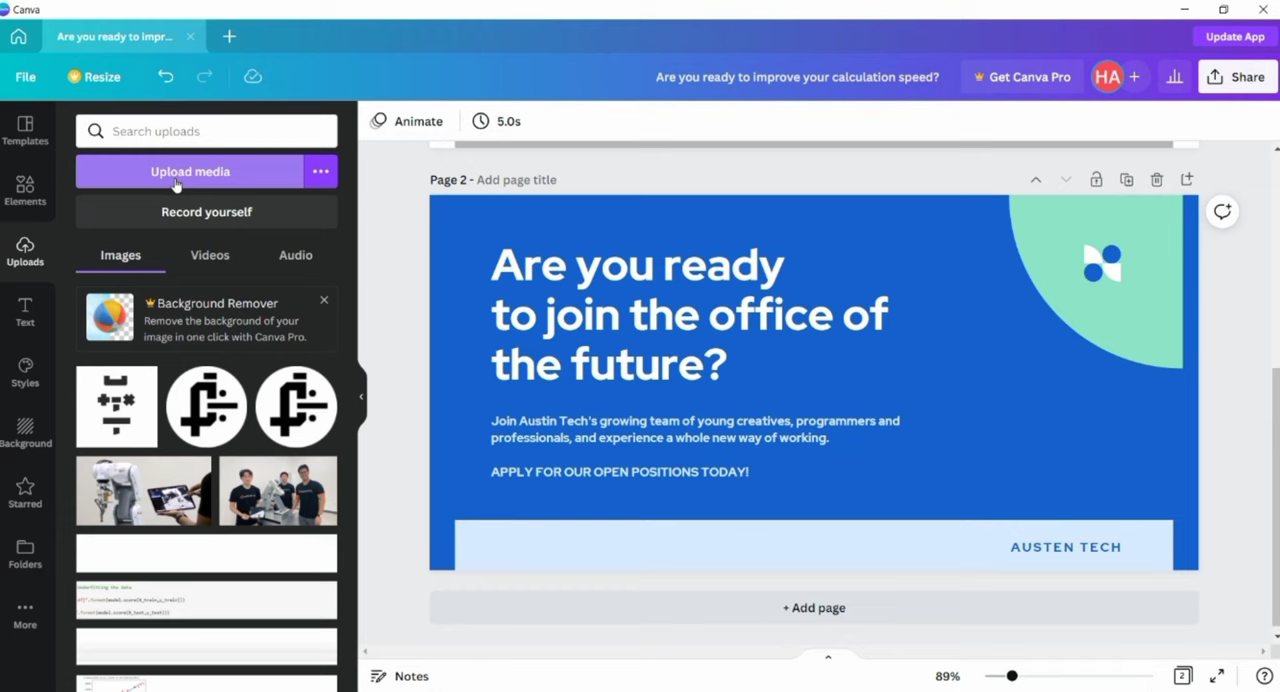 Canva
Are you ready to impr...
Update App
File
Resize
Are you ready to improve your calculation speed?
Get Canva Pro
HA
Share
Templates
Elements
Uploads
Text
Styles
Background
Starred
Folders
More
Search uploads
Upload media
Record yourself
Images
Videos
Audio
Background Remover
Remove the background of your
image in one click with Canva Pro.
Underfitting the data
Animate
5.0s
Page 2 - Add page title
Are you ready
to join the office of
the future?
Join Austin Tech's growing team of young creatives, programmers and
professionals, and experience a whole new way of working.
APPLY FOR OUR OPEN POSITIONS TODAY!
AUSTEN TECH
+ Add page
Notes
89%
2